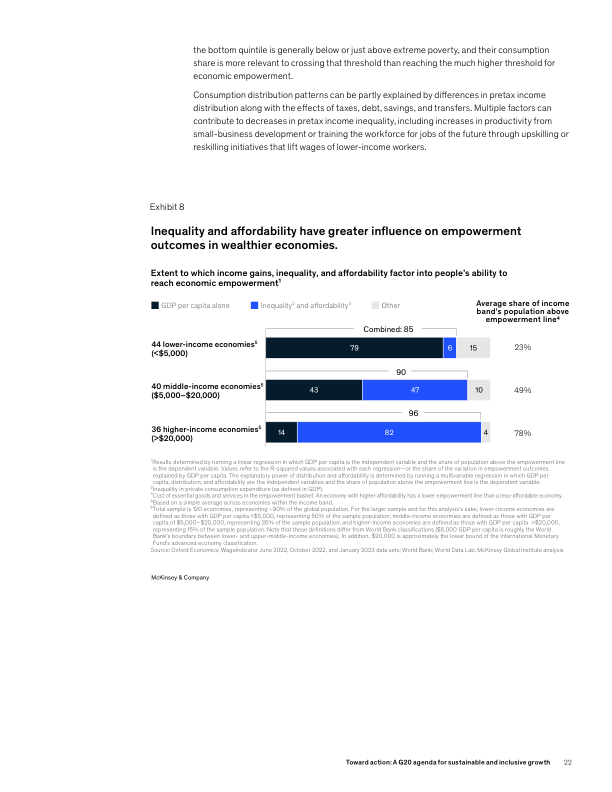 the bottom quintile is generally below or just above extreme poverty, and their consumption
share is more relevant to crossing that threshold than reaching the much higher threshold for
economic empowerment.
Consumption distribution patterns can be partly explained by differences in pretax income
distribution along with the effects of taxes, debt, savings, and transfers. Multiple factors can
contribute to decreases in pretax income inequality, including increases in productivity from
small-business development or training the workforce for jobs of the future through upskilling or
reskilling initiatives that lift wages of lower-income workers.
Exhibit 8
Inequality and affordability have greater influence on empowerment
outcomes in wealthier economies.
Extent to which income gains, inequality, and affordability factor into people's ability to
reach economic empowerment¹
GDP per capita alone
Inequality² and affordability³
Other
Average share of income
band's population above
empowerment line⁴
Combined: 85
44 lower-income economies⁵
(<$5,000)
79
6
15
23%
90
40 middle-income economies⁵
($5,000–$20,000)
43
47
10
49%
96
36 higher-income economies⁵
(>$20,000)
14
82
4
78%
¹Results determined by running a linear regression in which GDP per capita is the independent variable and the share of population above the empowerment line
is the dependent variable. Values refer to the R-squared values associated with each regression—or the share of the variation in empowerment outcomes
explained by GDP per capita. The explanatory power of distribution and affordability is determined by running a multivariable regression in which GDP per
capita, distribution, and affordability are the independent variables and the share of population above the empowerment line is the dependent variable.
²Inequality in private consumption expenditure (as defined in GDP).
³Cost of essential goods and services in the empowerment basket. An economy with higher affordability has a lower empowerment line than a less-affordable economy.
⁴Based on a simple average of economies within the income band.
⁵Total sample is 120 economies, representing ~90% of the global population. For the larger sample and for this analysis's sake, lower-income economies are
defined as those with GDP per capita <$5,000, representing 50% of the sample population; middle-income economies are defined as those with GDP per
capita of $5,000–$20,000, representing 35% of the sample population; and higher-income economies are defined as those with GDP per capita >$20,000,
representing 15% of the sample population. Note that these definitions differ from World Bank classifications ($5,000 GDP per capita is roughly the World
Bank's boundary between lower- and upper-middle-income economies). In addition, $20,000 is approximately the lower bound of the International Monetary
Fund's advanced economy classification.
Source: Oxford Economics; WageIndicator June 2022, October 2022, and January 2023 data sets; World Bank; World Data Lab; McKinsey Global Institute analysis
McKinsey & Company
Toward action: A G20 agenda for sustainable and inclusive growth 22